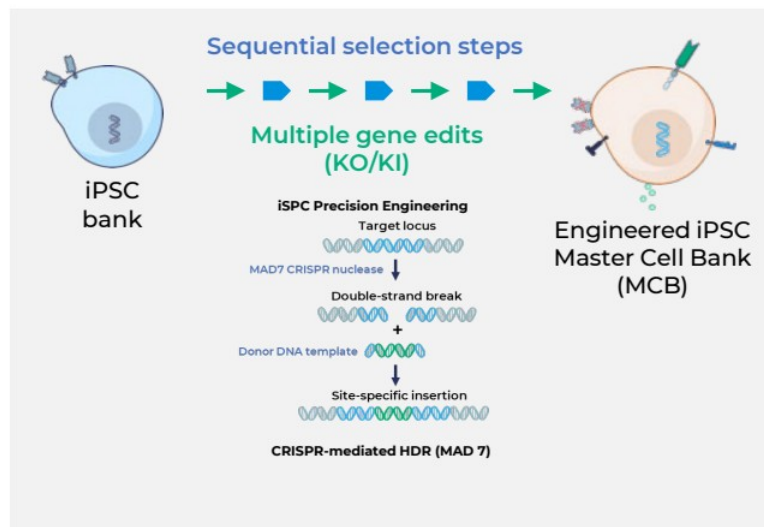 Sequential selection steps
Multiple gene edits
(KO/KI)
iPSC
bank
iSPC Precision Engineering
Target locus
MAD7 CRISPR nuclease
Double-strand break
+
Donor DNA template
Site-specific insertion
CRISPR-mediated HDR (MAD 7)
Engineered iPSC
Master Cell Bank
(MCB)